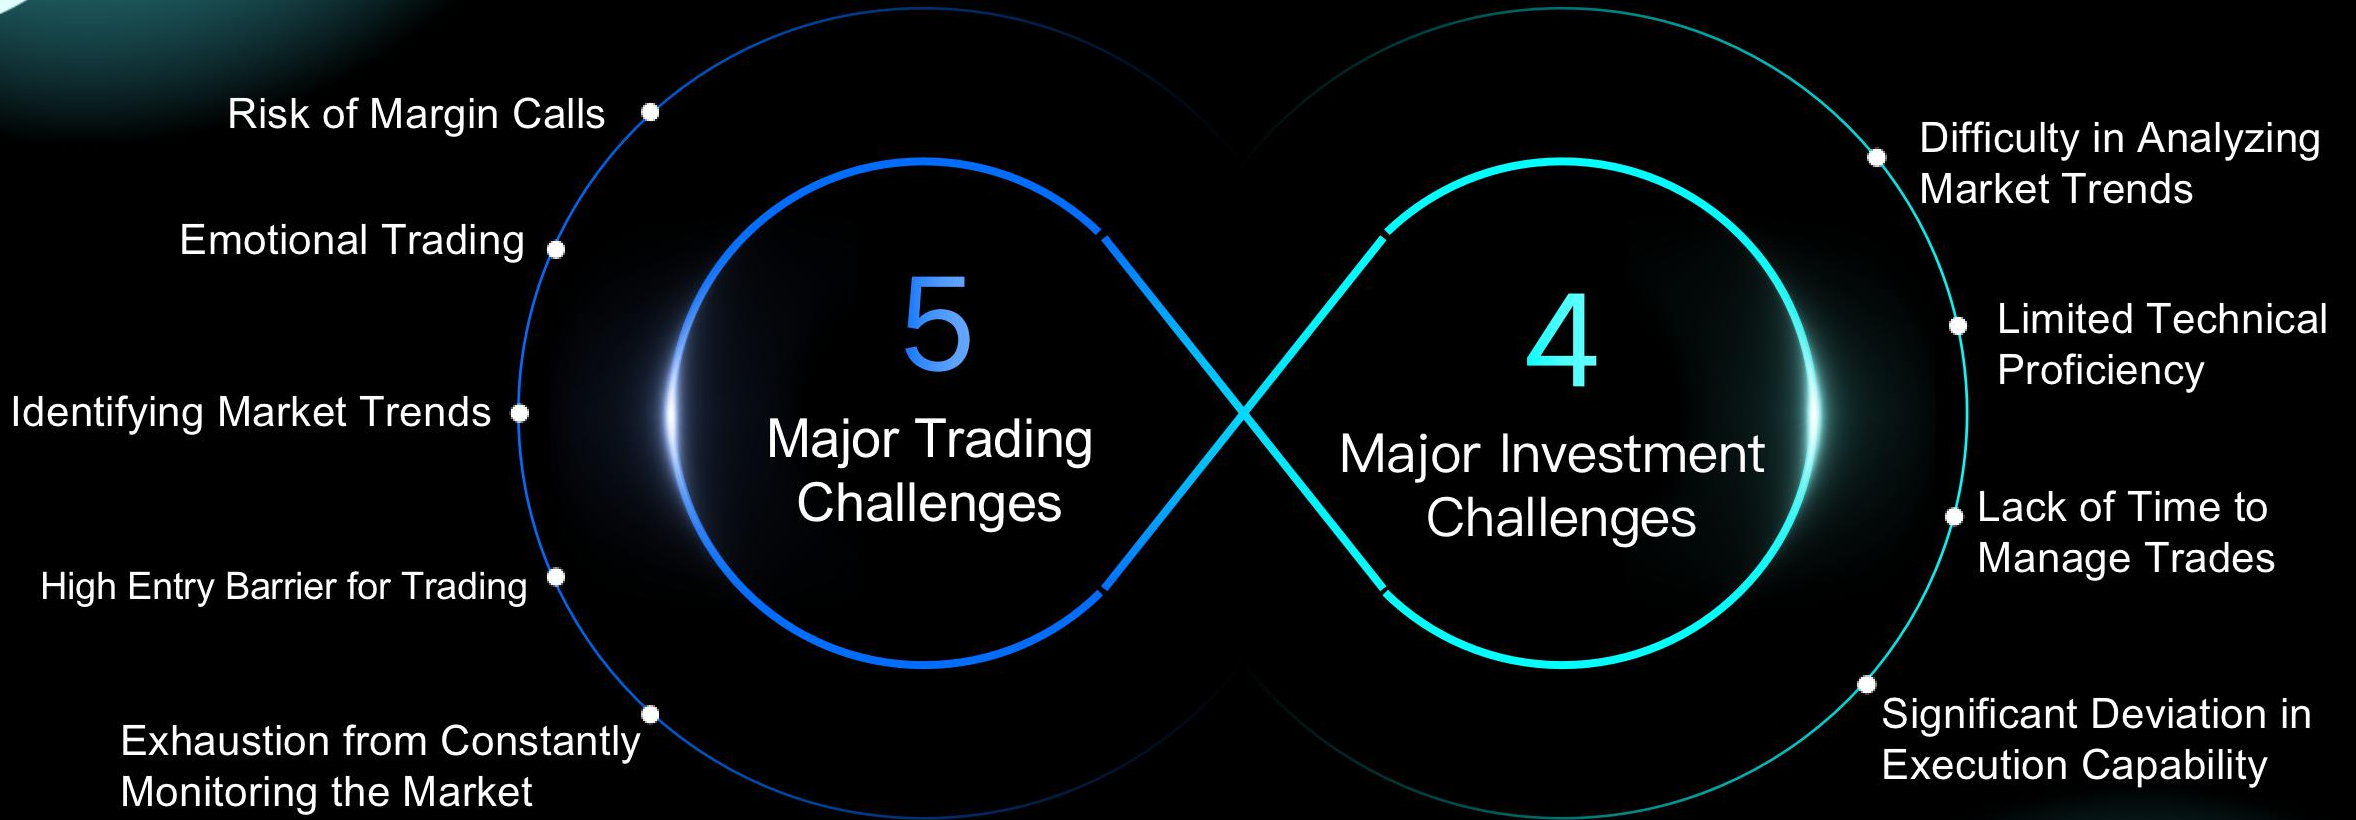 Risk of Margin Calls
Emotional Trading
Identifying Market Trends
High Entry Barrier for Trading
Exhaustion from Constantly
Monitoring the Market
5
Major Trading
Challenges
4
Major Investment
Challenges
Difficulty in Analyzing
Market Trends
Limited Technical
Proficiency
Lack of Time to
Manage Trades
Significant Deviation in
Execution Capability